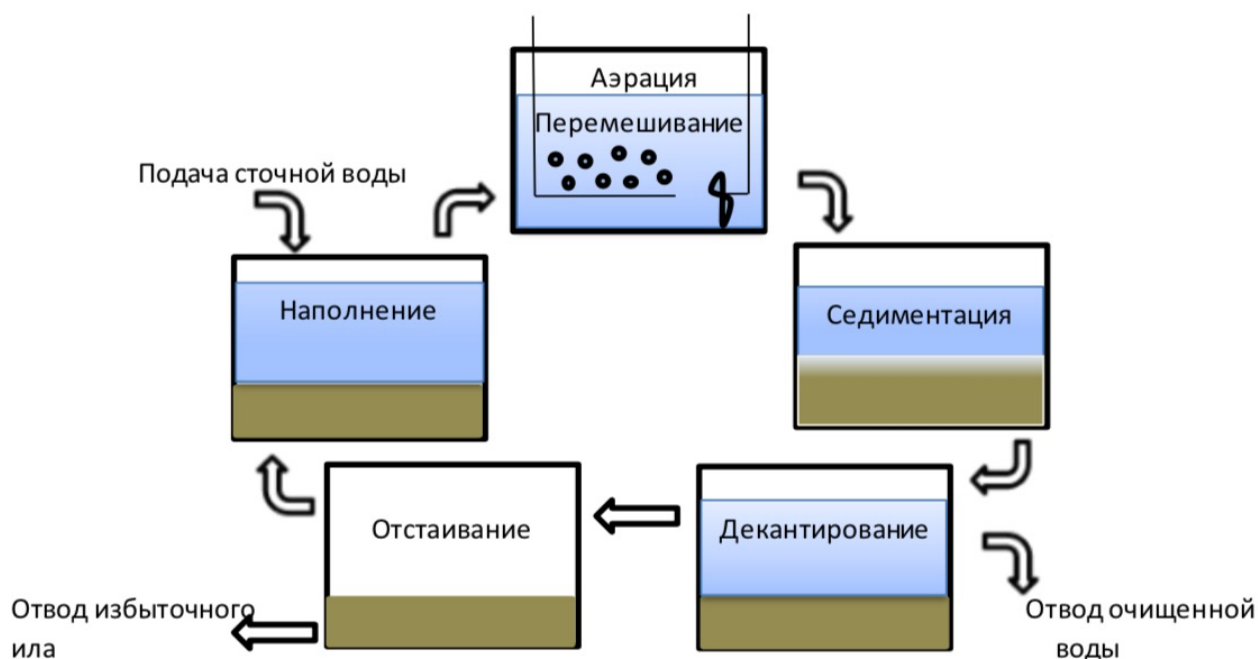 Аэрация
Перемешивание
Подача сточной воды
Наполнение
Седиментация
Отстаивание
Декантирование
Отвод избыточного
ила
Отвод очищенной
воды